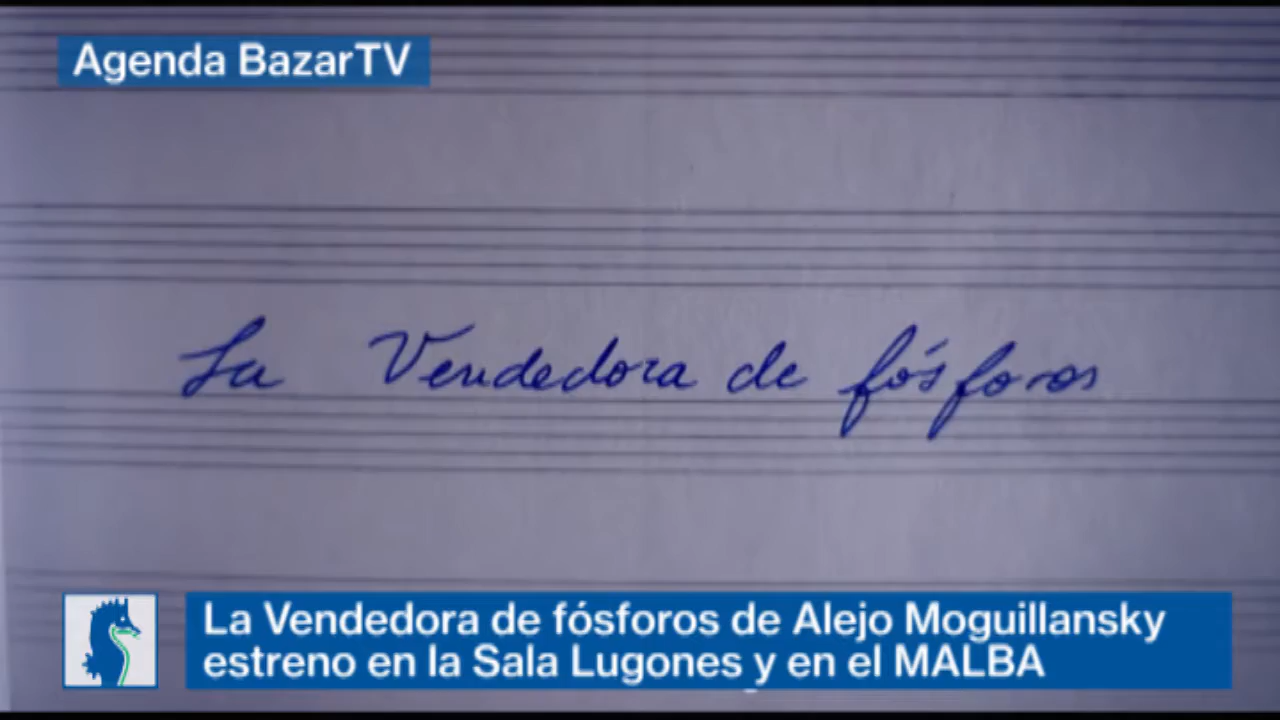 Agenda BazarTV
La Vendedora de fósforos
La Vendedora de fósforos de Alejo Moguillansky
estreno en la Sala Lugones y en el MALBA